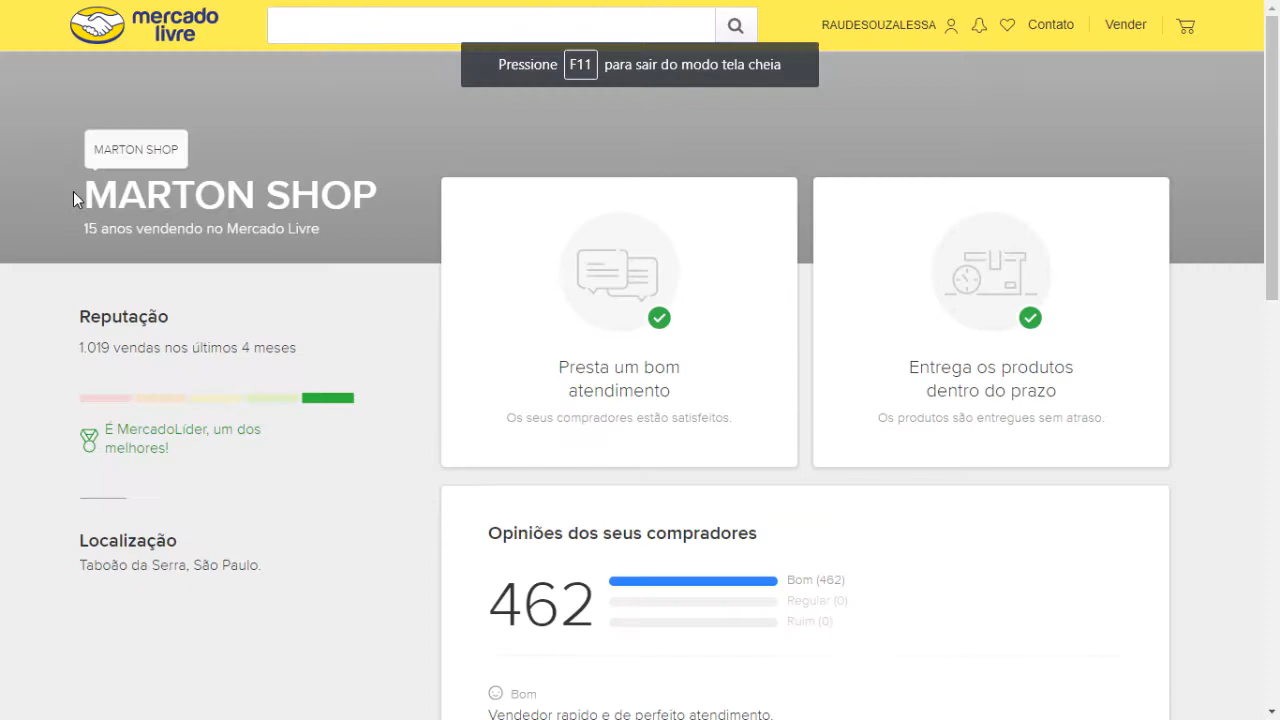 mercado
livre
RAUDESOUZALESSA
Contato
Vender
Pressione F11 para sair do modo tela cheia
MARTON SHOP
MARTON SHOP
15 anos vendendo no Mercado Livre
Reputação
1.019 vendas nos últimos 4 meses
É MercadoLíder, um dos
melhores!
Localização
Taboão da Serra, São Paulo.
Presta um bom
atendimento
Os seus compradores estão satisfeitos.
Entrega os produtos
dentro do prazo
Os produtos são entregues sem atraso.
Opiniões dos seus compradores
462
Bom (462)
Regular (0)
Ruim (0)
Bom
Vendedor rapido e de perfeito atendimento.